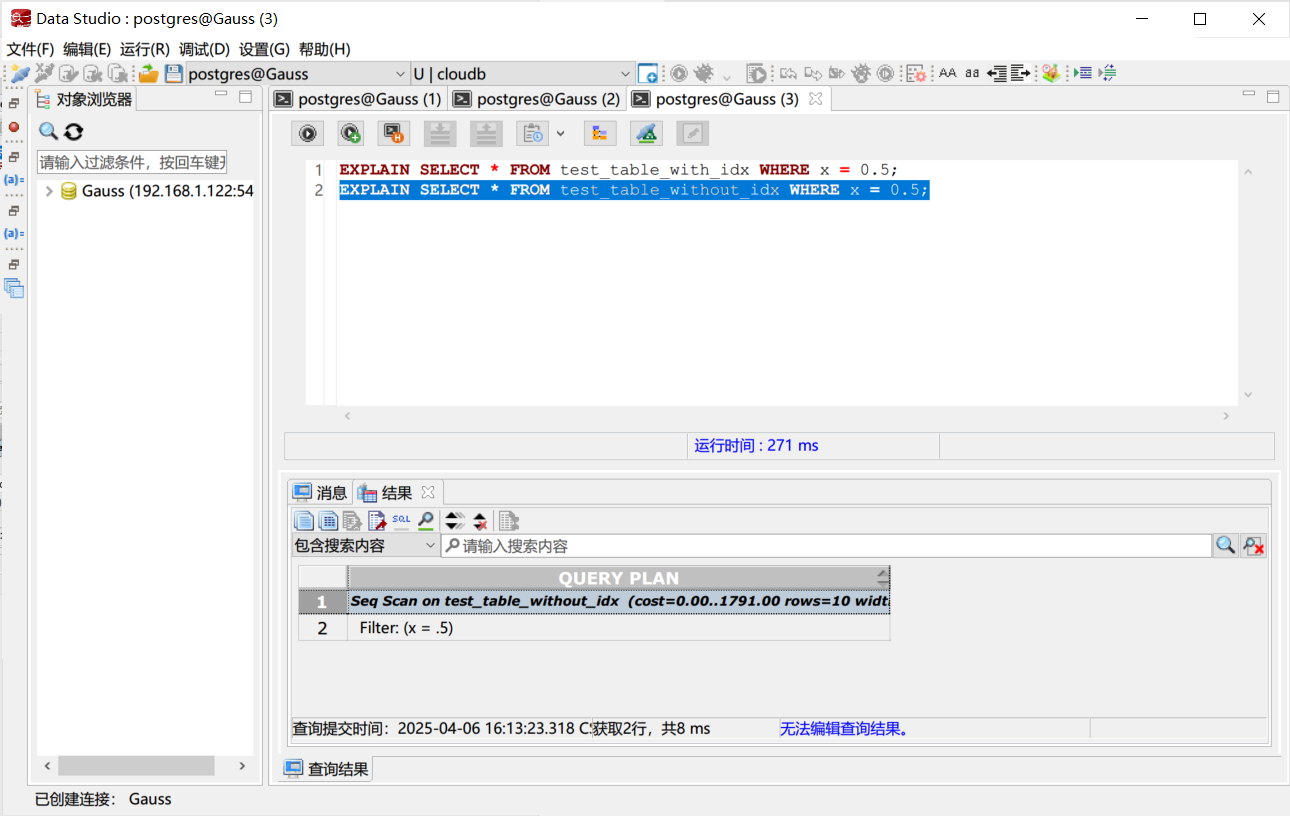 Data Studio : postgres@Gauss (3)
文件(F) 编辑(E) 运行(R) 调试(D) 设置(G) 帮助(H)
postgres@Gauss U | cloudb AA aa
对象浏览器 postgres@Gauss (1) postgres@Gauss (2) postgres@Gauss (3)
请输入过滤条件，按回车键开
Gauss (192.168.1.122:54
(a)=
(a)=
1 EXPLAIN SELECT * FROM test_table_with_idx WHERE x = 0.5;
2 EXPLAIN SELECT * FROM test_table_without_idx WHERE x = 0.5;
运行时间 : 271 ms
消息 结果
SQL
包含搜索内容 请输入搜索内容
QUERY PLAN
1 Seq Scan on test_table_without_idx (cost=0.00..1791.00 rows=10 widt
2 Filter: (x = .5)
查询提交时间： 2025-04-06 16:13:23.318 CS 获取2行，共8 ms 无法编辑查询结果。
查询结果
已创建连接： Gauss